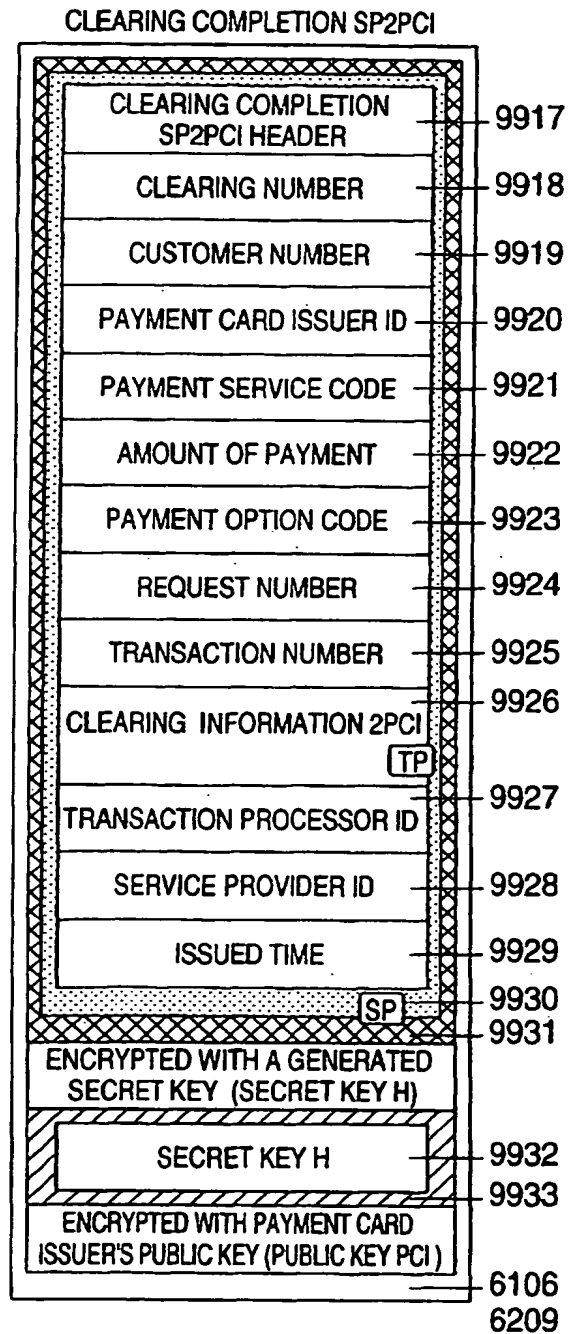 CLEARING COMPLETION SP2PCI
CLEARING COMPLETION
SP2PCI HEADER
9917
CLEARING NUMBER
9918
CUSTOMER NUMBER
9919
PAYMENT CARD ISSUER ID
9920
PAYMENT SERVICE CODE
9921
AMOUNT OF PAYMENT
9922
PAYMENT OPTION CODE
9923
REQUEST NUMBER
9924
TRANSACTION NUMBER
9925
9926
CLEARING INFORMATION 2PCI
TP
9927
TRANSACTION PROCESSOR ID
SERVICE PROVIDER ID
9928
ISSUED TIME
9929
SP
9930
9931
ENCRYPTED WITH A GENERATED
SECRET KEY (SECRET KEY H)
SECRET KEY H
9932
9933
ENCRYPTED WITH PAYMENT CARD
ISSUER'S PUBLIC KEY (PUBLIC KEY PCI)
6106
6209